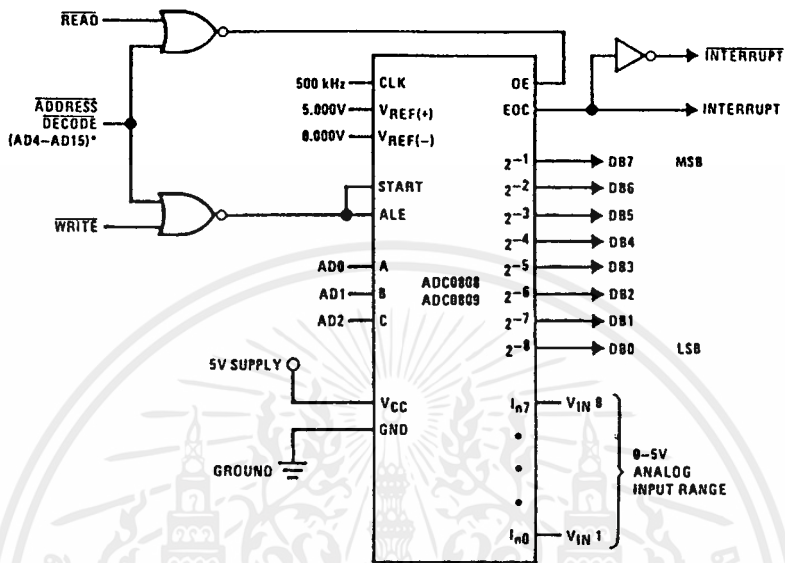 READ
ADDRESS
DECODE
(AD4–AD15)*
WRITE
500 kHz
CLK
5.000V
VREF(+)
0.000V
VREF(−)
START
ALE
AD0
A
AD1
B
AD2
C
5V SUPPLY
VCC
GND
GROUND
ADC0808
ADC0809
OE
EOC
INTERRUPT
INTERRUPT
2−1
DB7
MSB
2−2
DB6
2−3
DB5
2−4
DB4
2−5
DB3
2−6
DB2
2−7
DB1
2−8
DB0
LSB
In7
VIN 8
0–5V
ANALOG
INPUT RANGE
In0
VIN 1